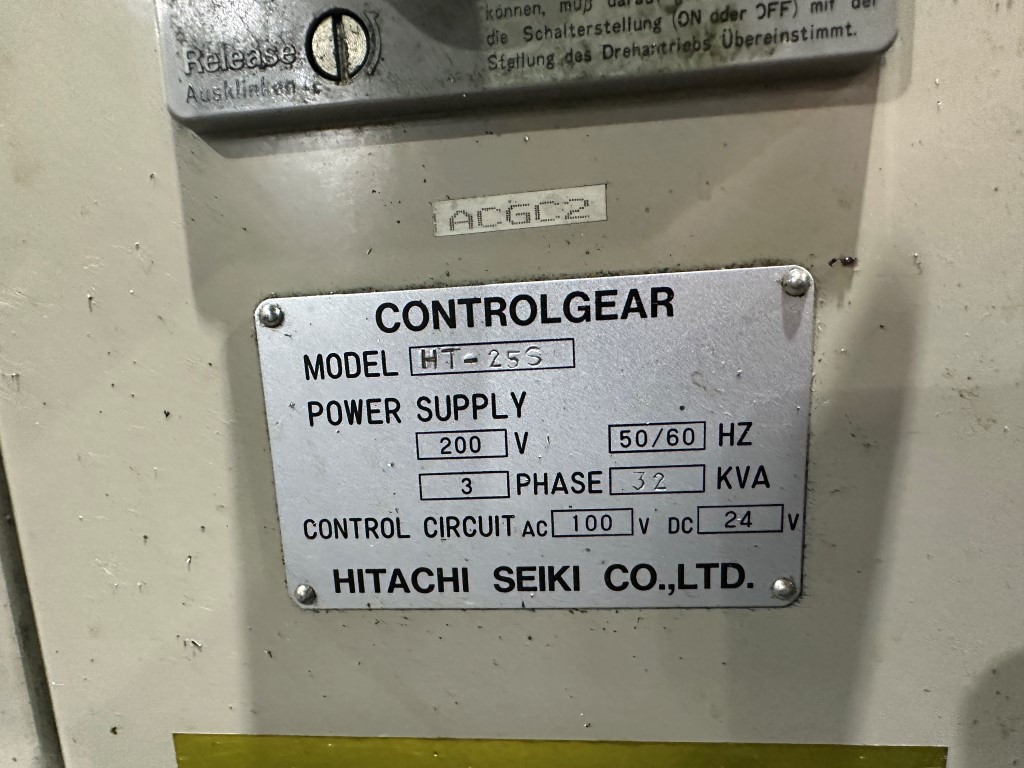 können, muß
die Schalterstellung (ON oder OFF) mit der
Release
Stellung des Drehantriebs Übereinstimmt.
Ausklinken
ACGC2
CONTROLGEAR
MODEL HT-25S
POWER SUPPLY
200 V 50/60 HZ
3 PHASE 32 KVA
CONTROL CIRCUIT AC 100 V DC 24 V
HITACHI SEIKI CO.,LTD.